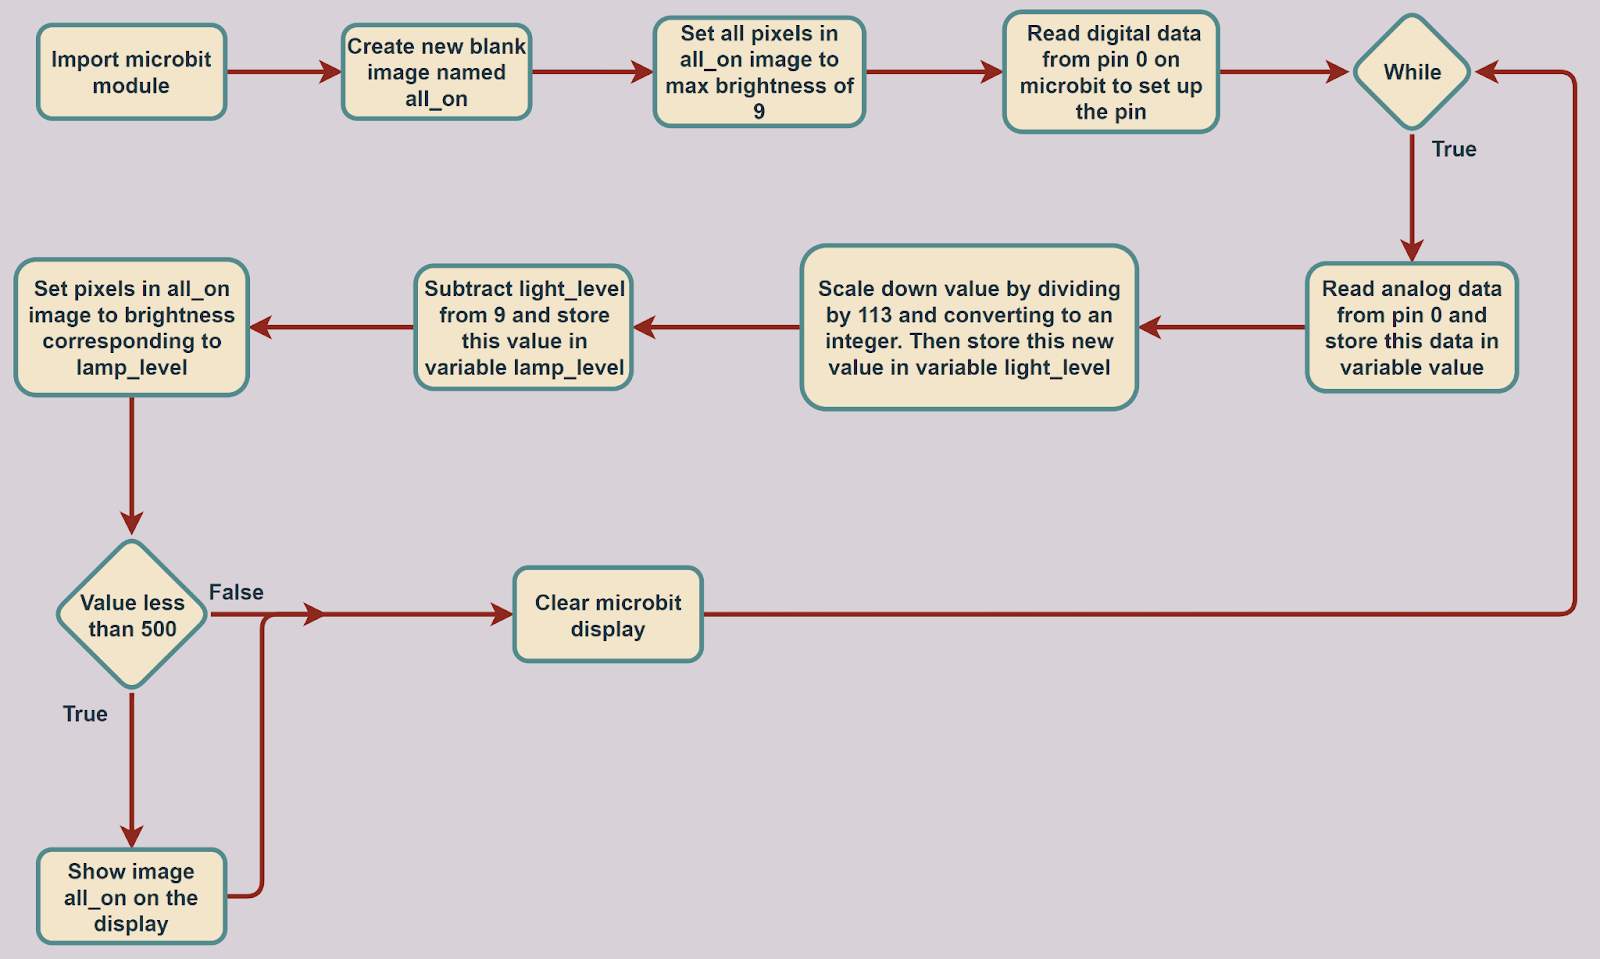 Import microbit
module
Create new blank
image named
all_on
Set all pixels in
all_on image to
max brightness of
9
Read digital data
from pin 0 on
microbit to set up
the pin
While
True
Read analog data
from pin 0 and
store this data in
variable value
Scale down value by dividing
by 113 and converting to an
integer. Then store this new
value in variable light_level
Subtract light_level
from 9 and store
this value in
variable lamp_level
Set pixels in all_on
image to brightness
corresponding to
lamp_level
Value less
than 500
False
True
Show image
all_on on the
display
Clear microbit
display